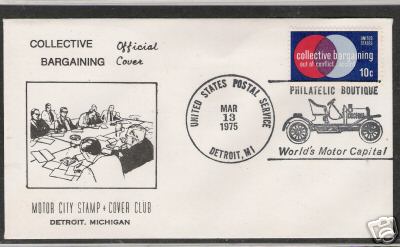 COLLECTIVE
BARGAINING
Official
Cover
UNITED
STATES
collective bargaining
out of conflict
10c
UNITED STATES POSTAL SERVICE
MAR
13
1975
DETROIT, MI
PHILATELIC BOUTIQUE
World's Motor Capital
MOTOR CITY STAMP & COVER CLUB
DETROIT, MICHIGAN